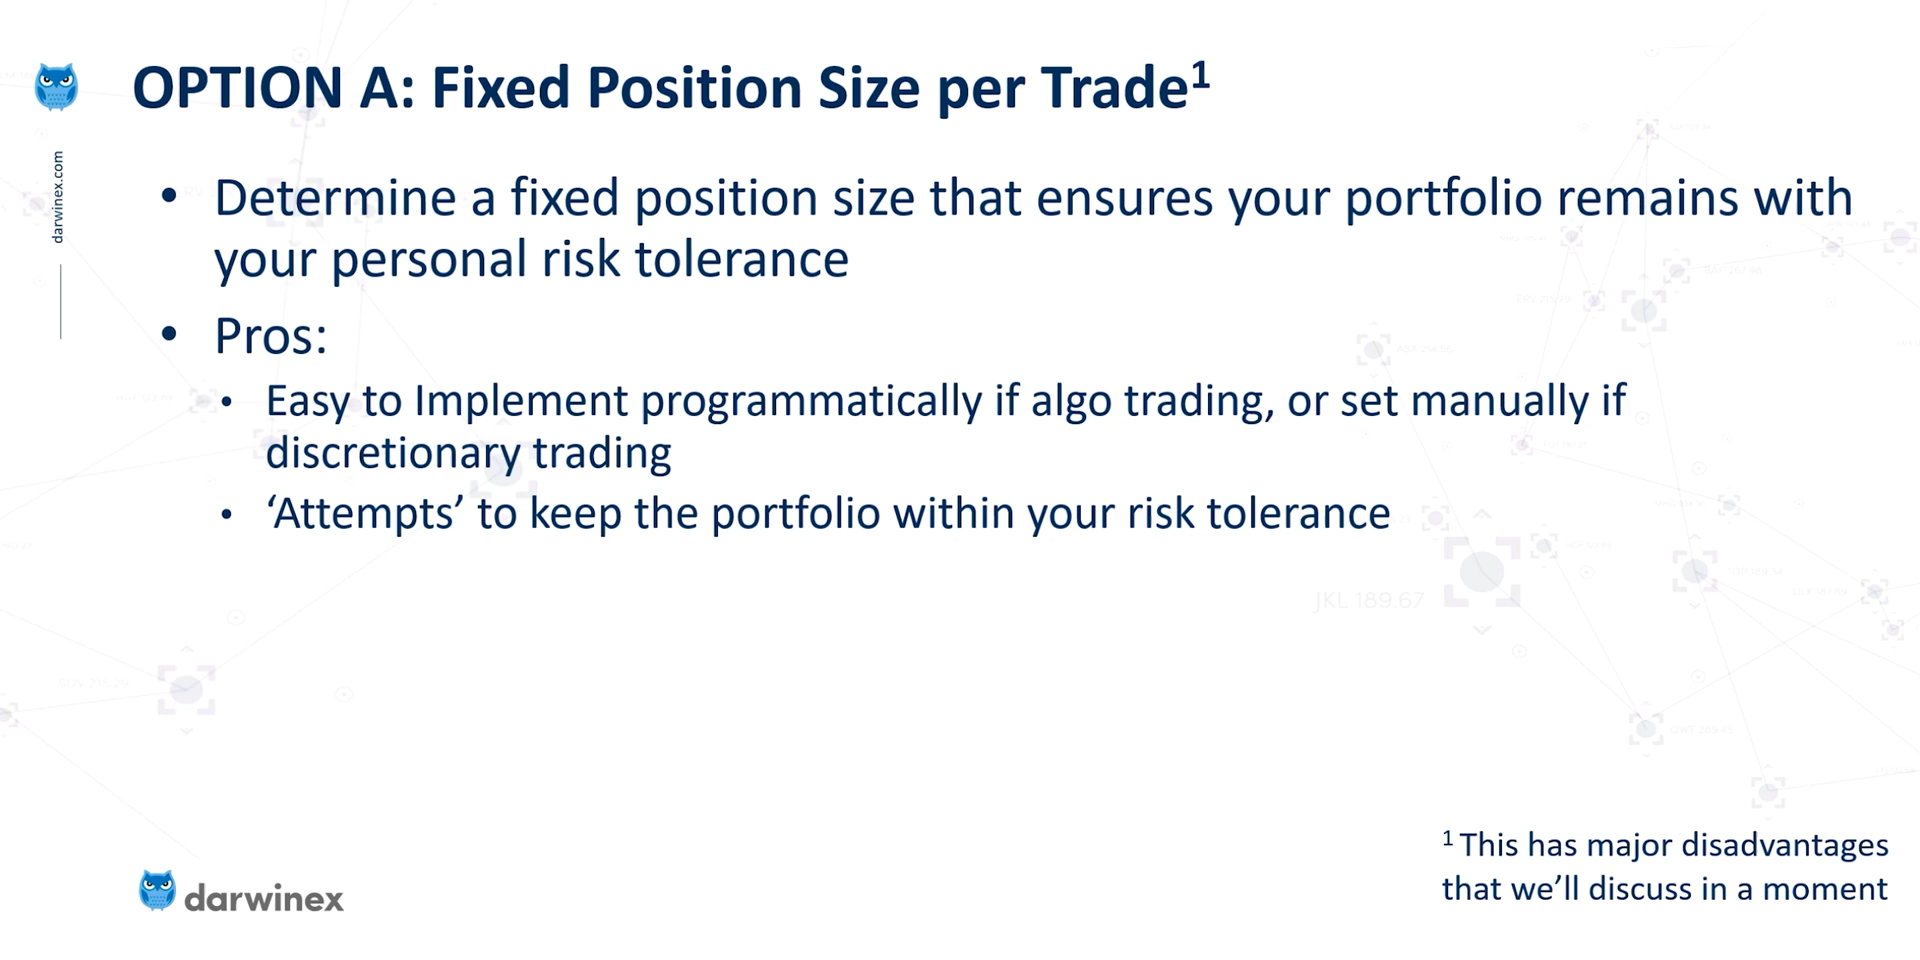 OPTION A: Fixed Position Size per Trade¹
darwinex.com
• Determine a fixed position size that ensures your portfolio remains with
your personal risk tolerance
• Pros:
• Easy to Implement programmatically if algo trading, or set manually if
discretionary trading
• ‘Attempts’ to keep the portfolio within your risk tolerance
JKL 189.67
¹ This has major disadvantages
that we’ll discuss in a moment
darwinex